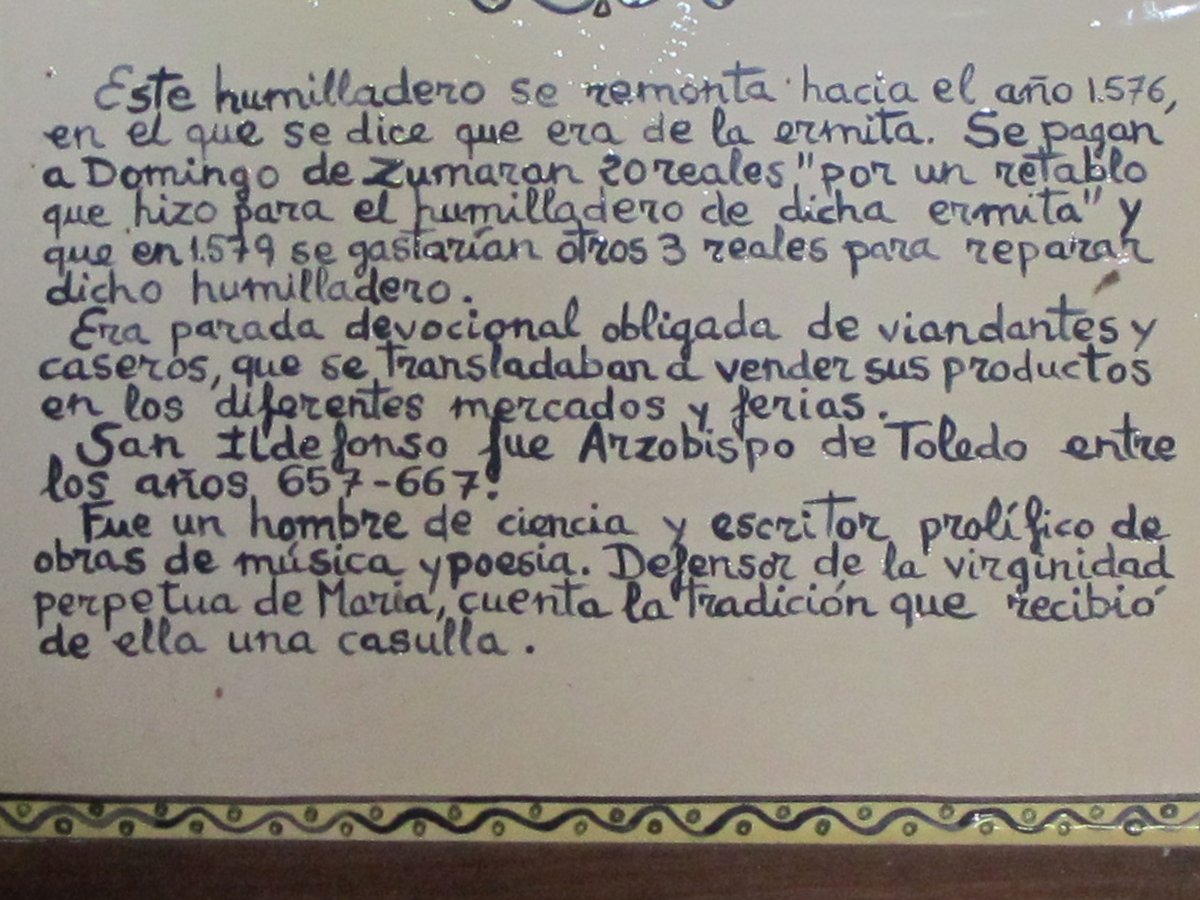 Este humilladero se remonta hacia el año 1.576,
en el que se dice que era de la ermita. Se pagan
a Domingo de Zumaran 20 reales "por un retablo
que hizo para el humilladero de dicha ermita" y
que en 1.579 se gastarían otros 3 reales para reparar
dicho humilladero.
Era parada devocional obligada de viandantes y
caseros, que se transladaban a vender sus productos
en los diferentes mercados y ferias.
San Ildefonso fue Arzobispo de Toledo entre
los años 657-667.
Fue un hombre de ciencia y escritor prolífico de
obras de música y poesia. Defensor de la virginidad
perpetua de Maria, cuenta la tradición que recibió
de ella una casulla.